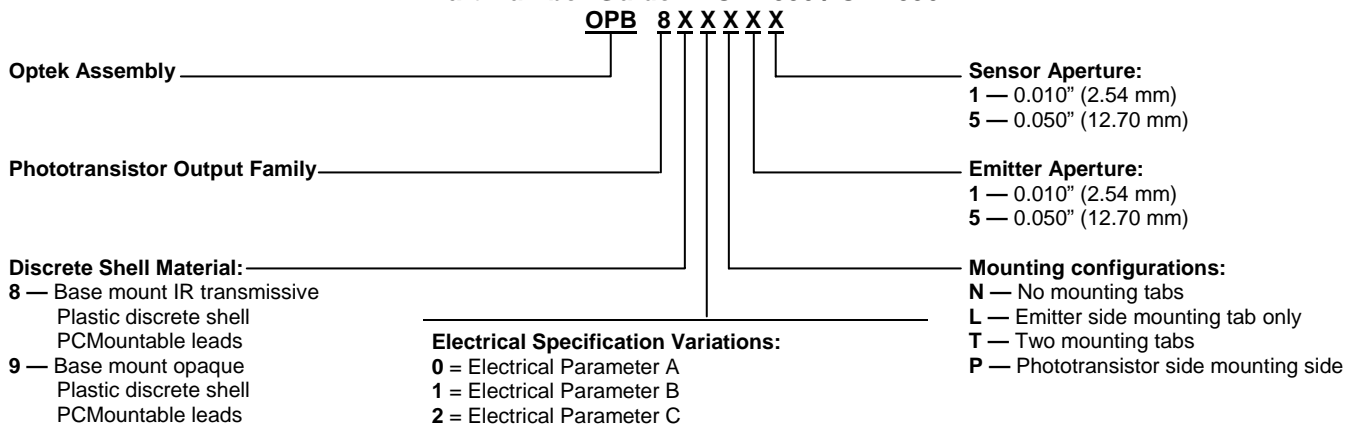 OPB 8 X X X X X
Optek Assembly
Sensor Aperture:
1 — 0.010” (2.54 mm)
5 — 0.050” (12.70 mm)
Phototransistor Output Family
Emitter Aperture:
1 — 0.010” (2.54 mm)
5 — 0.050” (12.70 mm)
Discrete Shell Material:
8 — Base mount IR transmissive
Plastic discrete shell
PCMountable leads
9 — Base mount opaque
Plastic discrete shell
PCMountable leads
Electrical Specification Variations:
0 = Electrical Parameter A
1 = Electrical Parameter B
2 = Electrical Parameter C
Mounting configurations:
N — No mounting tabs
L — Emitter side mounting tab only
T — Two mounting tabs
P — Phototransistor side mounting side